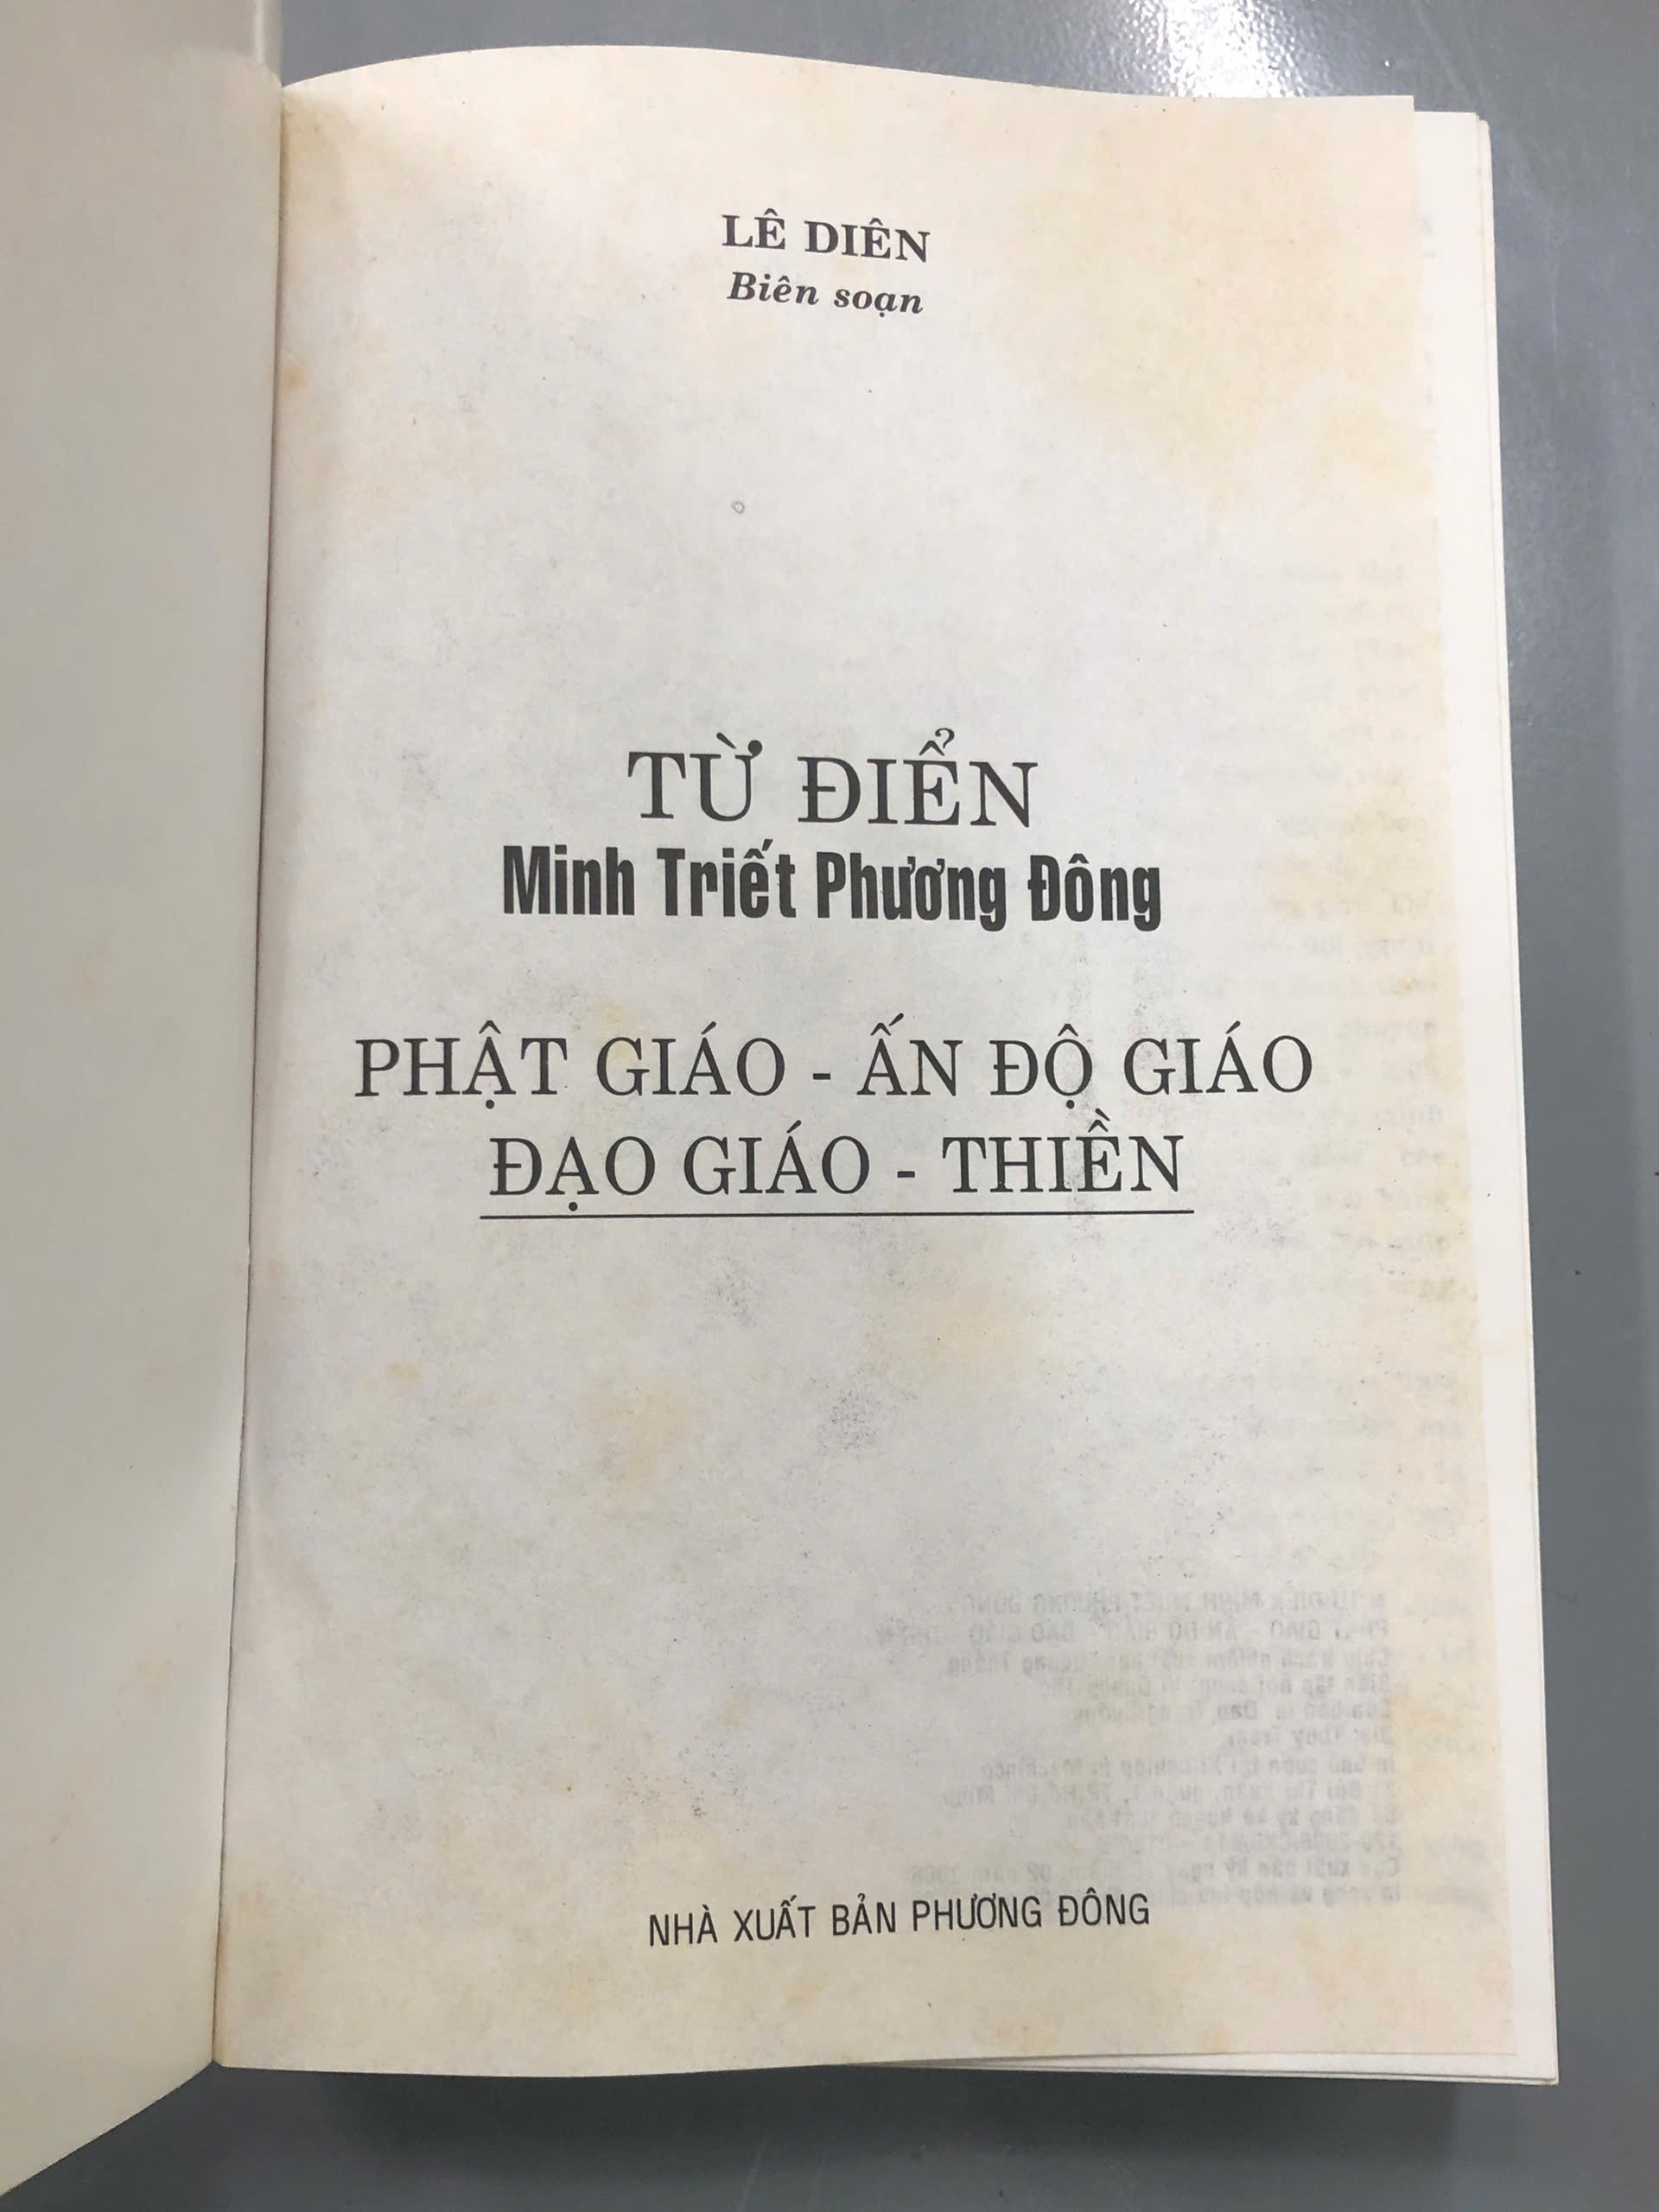 LÊ DIÊN
Biên soạn
TỪ ĐIỂN
Minh Triết Phương Đông
PHẬT GIÁO - ẤN ĐỘ GIÁO
ĐẠO GIÁO - THIỀN
NHÀ XUẤT BẢN PHƯƠNG ĐÔNG